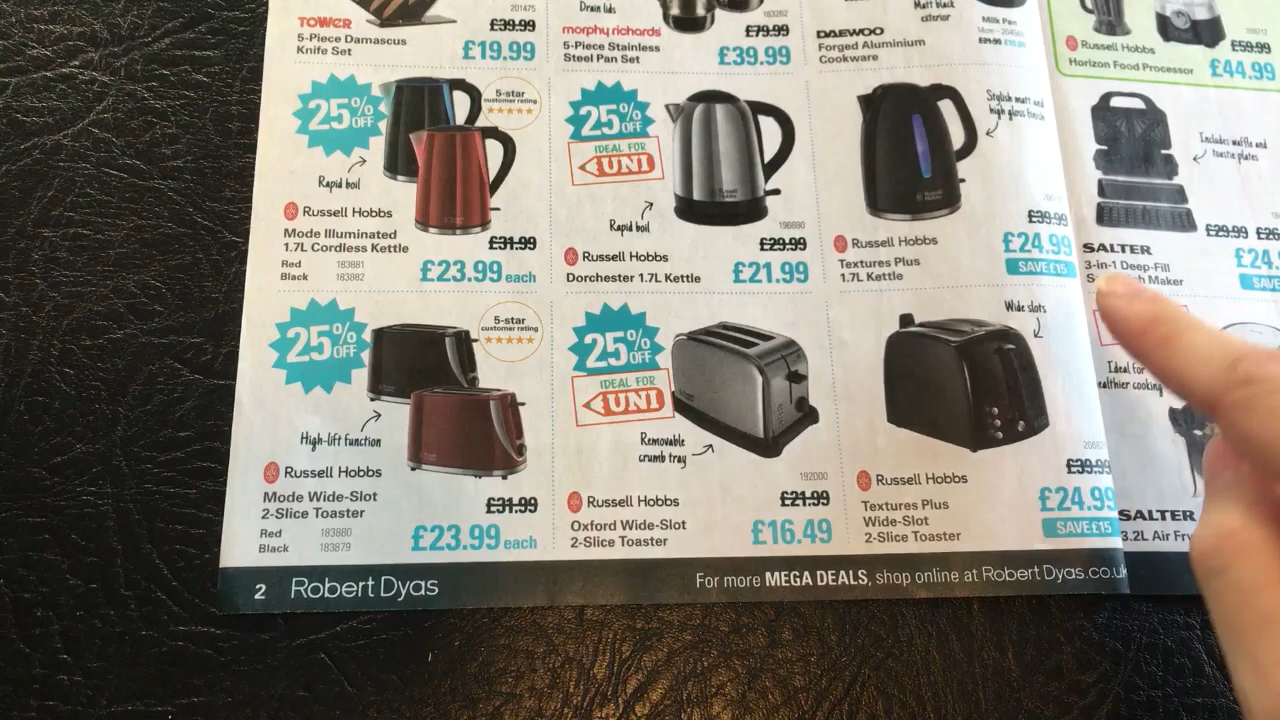 TOWER
5-Piece Damascus
Knife Set
201475
£39.99
£19.99
Drain lids
morphy richards
5-Piece Stainless
Steel Pan Set
183262
£79.99
£39.99
Matt black
exterior
DAEWOO
Forged Aluminium
Cookware
Milk Pan
Russell Hobbs
Horizon Food Processor
£59.99
£44.99
25%
OFF
5-star
customer rating
Rapid boil
Russell Hobbs
Mode Illuminated
1.7L Cordless Kettle
Red 183881
Black 183882
£31.99
£23.99 each
25%
OFF
IDEAL FOR
UNI
Rapid boil
Russell Hobbs
Dorchester 1.7L Kettle
196690
£29.99
£21.99
Stylish matt and
high gloss finish
Russell Hobbs
Textures Plus
1.7L Kettle
£39.99
£24.99
SAVE £15
Includes waffle and
toastie plates
SALTER
3-in-1 Deep-Fill
Maker
£29.99
£24.
SAVE
25%
OFF
5-star
customer rating
High-lift function
Russell Hobbs
Mode Wide-Slot
2-Slice Toaster
Red 183880
Black 183879
£31.99
£23.99 each
25%
OFF
IDEAL FOR
UNI
Removable
crumb tray
Russell Hobbs
Oxford Wide-Slot
2-Slice Toaster
192000
£21.99
£16.49
Wide slots
Russell Hobbs
Textures Plus
Wide-Slot
2-Slice Toaster
£39.99
£24.99
SAVE £15
Ideal for
ealthier cooking
SALTER
3.2L Air Fry
2 Robert Dyas
For more MEGA DEALS, shop online at RobertDyas.co.uk